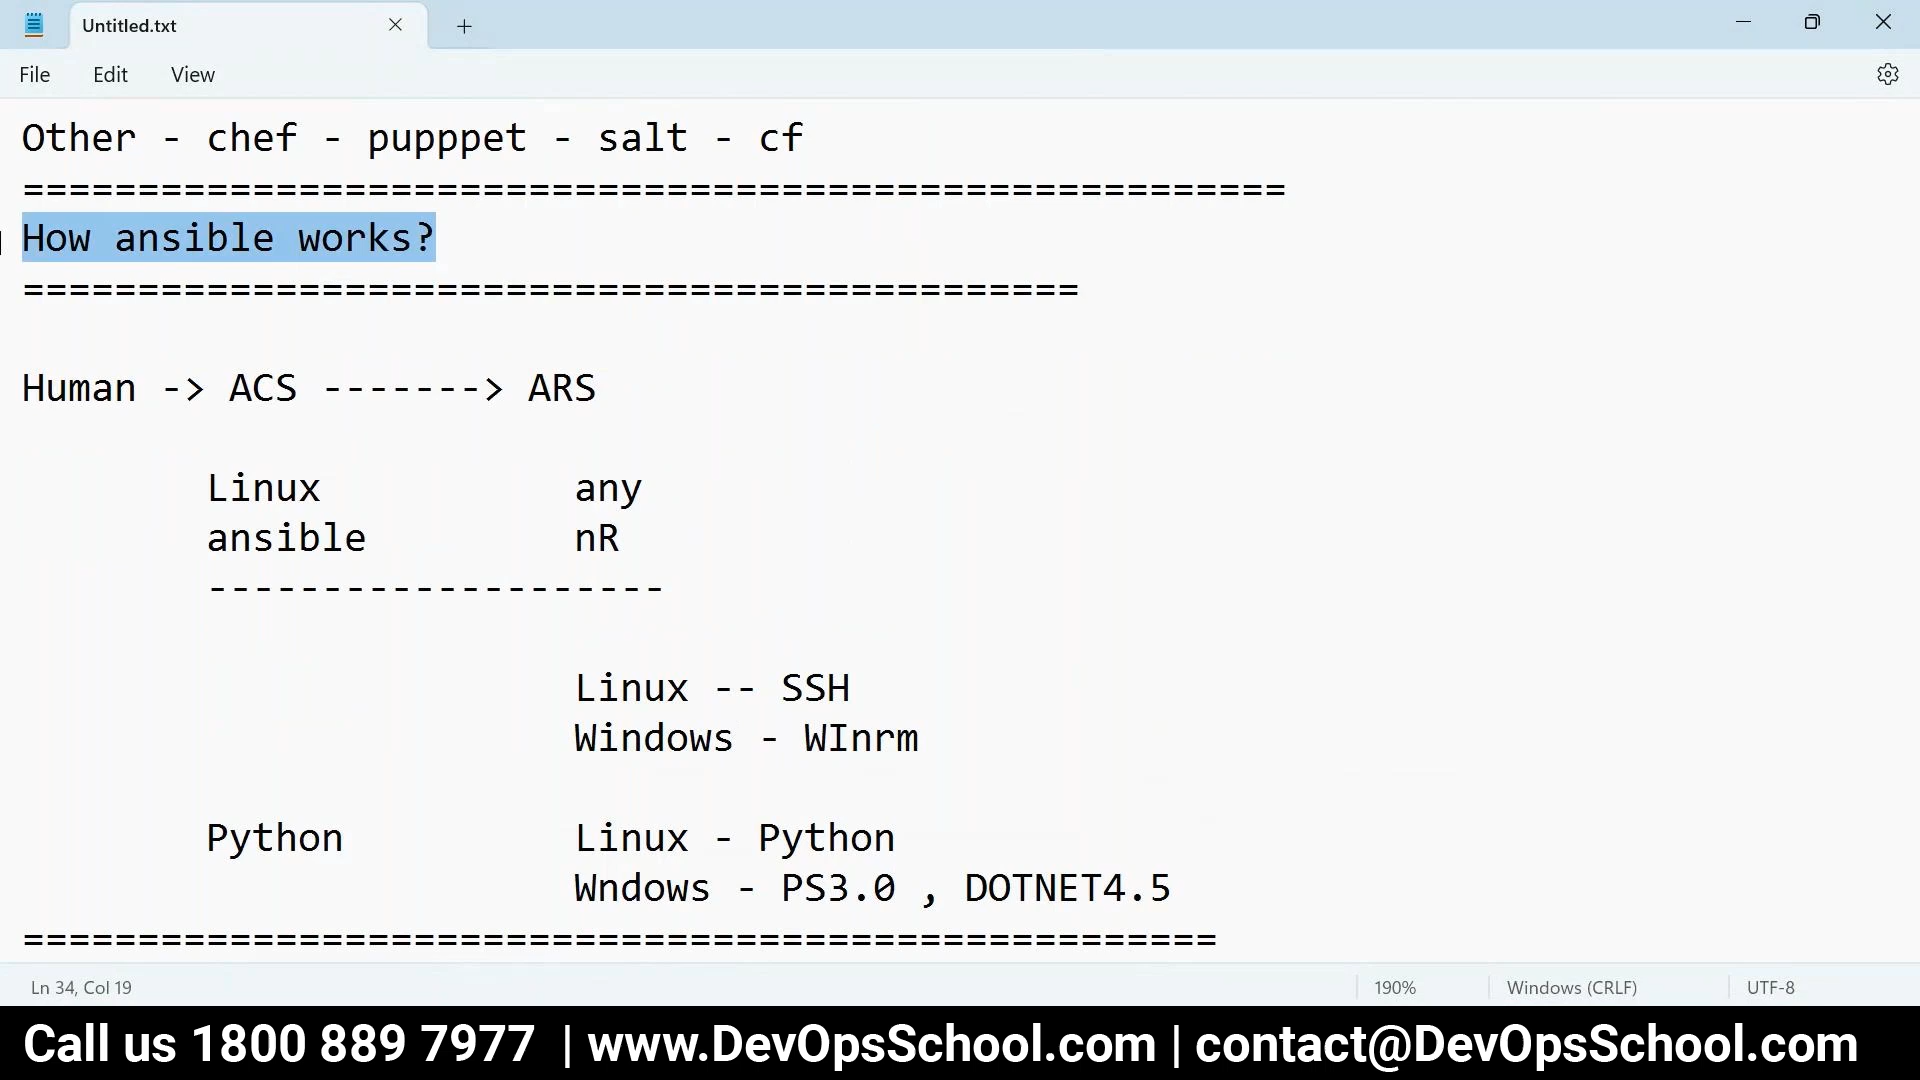 Untitled.txt
File Edit View
Other - chef - pupppet - salt - cf
=======================================================
How ansible works?
==============================================
Human -> ACS -------> ARS
Linux any
ansible nR
--------------------
Linux -- SSH
Windows - WInrm
Python Linux - Python
Wndows - PS3.0 , DOTNET4.5
====================================================
Ln 34, Col 19 190% Windows (CRLF) UTF-8
Call us 1800 889 7977 | www.DevOpsSchool.com | contact@DevOpsSchool.com